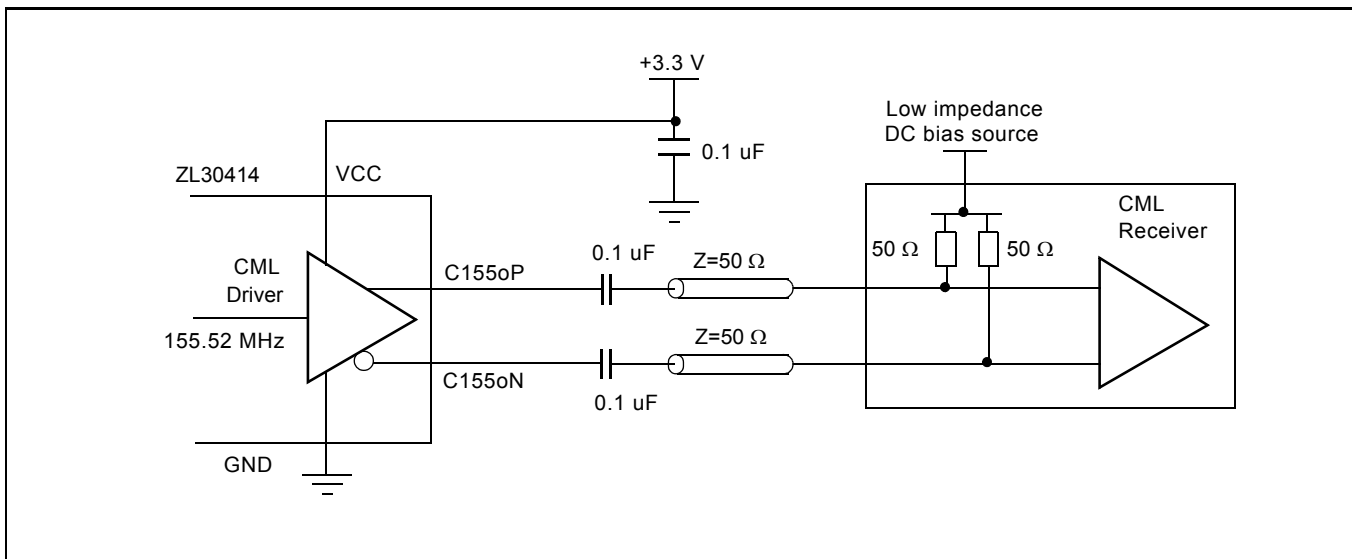 +3.3 V
Low impedance
DC bias source
0.1 uF
ZL30414
VCC
CML
Receiver
0.1 uF
Z=50 Ω
50 Ω
50 Ω
CML
Driver
C155oP
155.52 MHz
Z=50 Ω
C155oN
0.1 uF
GND